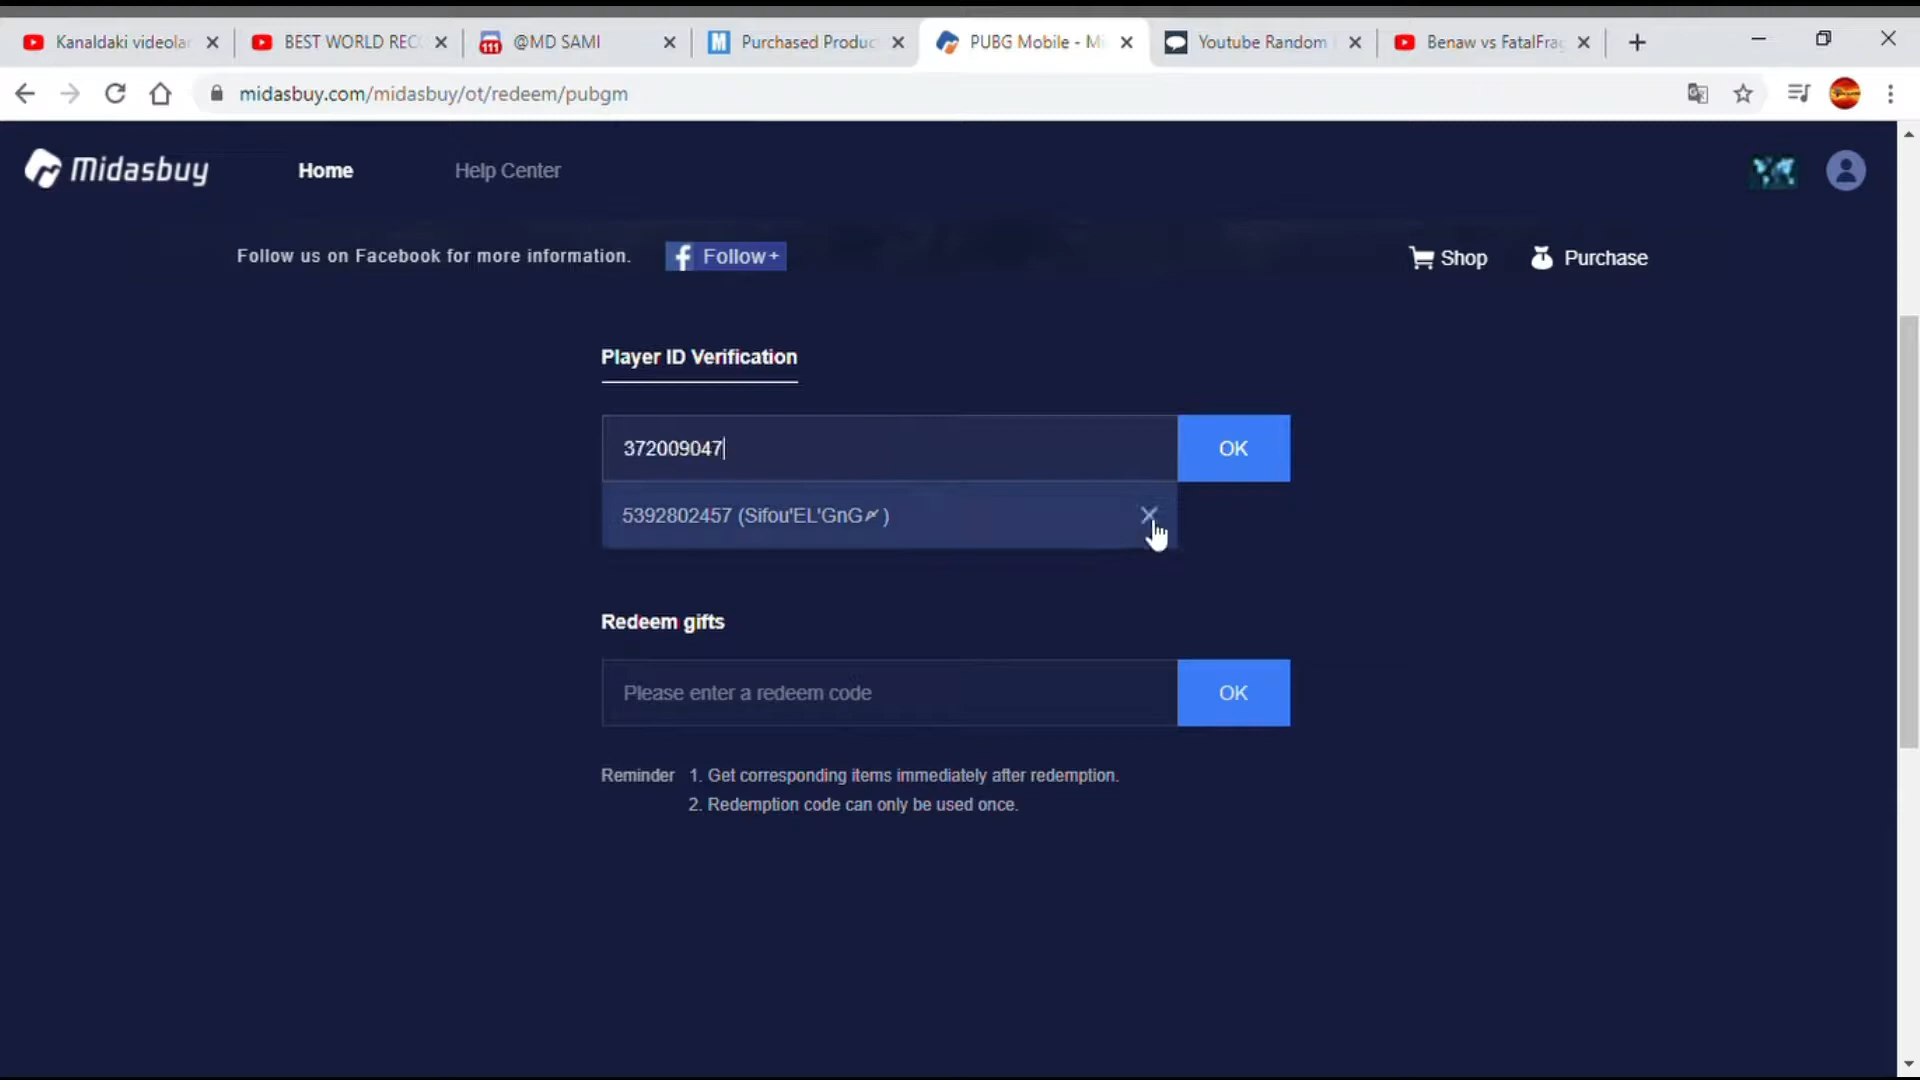 Kanaldaki videola
BEST WORLD REC
@MD SAMI
Purchased Produc
PUBG Mobile - Mi
Youtube Random
Benaw vs FatalFrag
midasbuy.com/midasbuy/ot/redeem/pubgm
Midasbuy
Home
Help Center
Follow us on Facebook for more information.
Follow+
Shop
Purchase
Player ID Verification
372009047
OK
5392802457 (Sifou'EL'GnG )
Redeem gifts
Please enter a redeem code
OK
Reminder 1. Get corresponding items immediately after redemption.
2. Redemption code can only be used once.